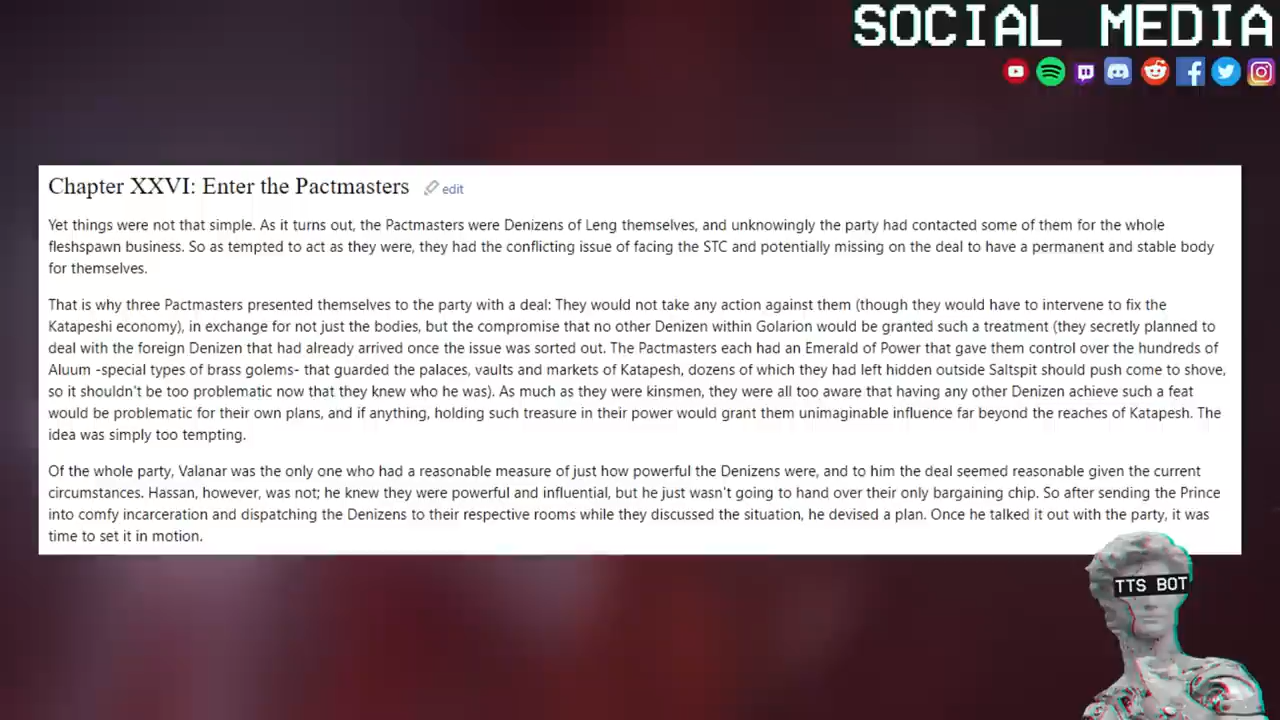 SOCIAL MEDIA
Chapter XXVI: Enter the Pactmasters edit
Yet things were not that simple. As it turns out, the Pactmasters were Denizens of Leng themselves, and unknowingly the party had contacted some of them for the whole
fleshspawn business. So as tempted to act as they were, they had the conflicting issue of facing the STC and potentially missing on the deal to have a permanent and stable body
for themselves.
That is why three Pactmasters presented themselves to the party with a deal: They would not take any action against them (though they would have to intervene to fix the
Katapeshi economy), in exchange for not just the bodies, but the compromise that no other Denizen within Golarion would be granted such a treatment (they secretly planned to
deal with the foreign Denizen that had already arrived once the issue was sorted out. The Pactmasters each had an Emerald of Power that gave them control over the hundreds of
Aluum -special types of brass golems- that guarded the palaces, vaults and markets of Katapesh, dozens of which they had left hidden outside Saltspit should push come to shove,
so it shouldn't be too problematic now that they knew who he was). As much as they were kinsmen, they were all too aware that having any other Denizen achieve such a feat
would be problematic for their own plans, and if anything, holding such treasure in their power would grant them unimaginable influence far beyond the reaches of Katapesh. The
idea was simply too tempting.
Of the whole party, Valanar was the only one who had a reasonable measure of just how powerful the Denizens were, and to him the deal seemed reasonable given the current
circumstances. Hassan, however, was not; he knew they were powerful and influential, but he just wasn't going to hand over their only bargaining chip. So after sending the Prince
into comfy incarceration and dispatching the Denizens to their respective rooms while they discussed the situation, he devised a plan. Once he talked it out with the party, it was
time to set it in motion.
TTS BOT